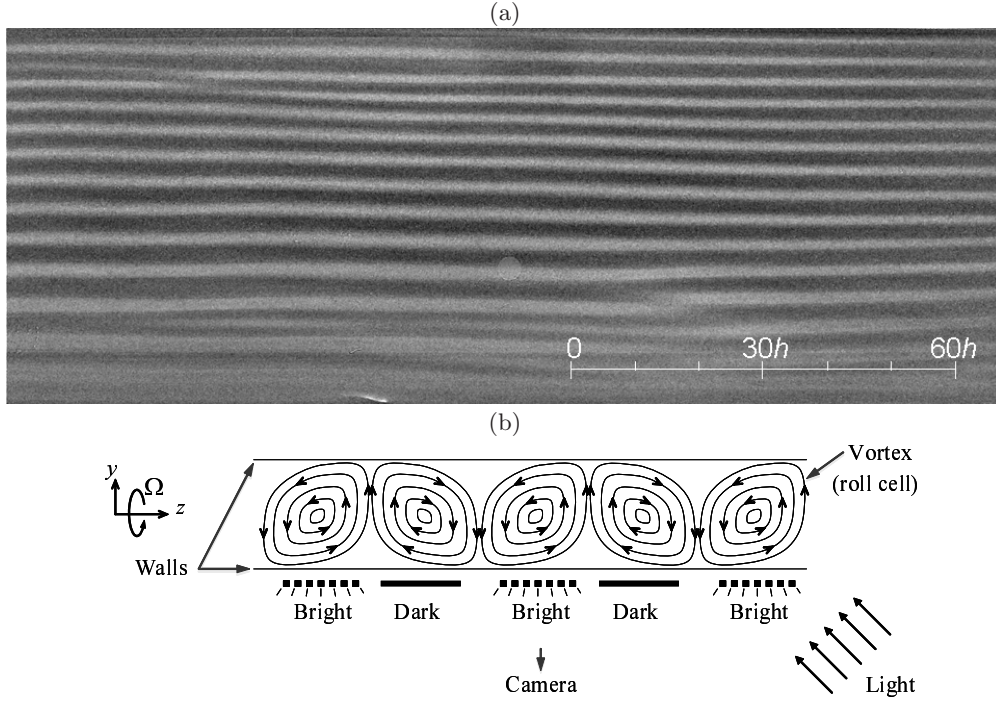 (a)
0 30h 60h
(b)
y
Ω
z
Walls
Vortex
(roll cell)
Bright Dark Bright Dark Bright
Camera
Light